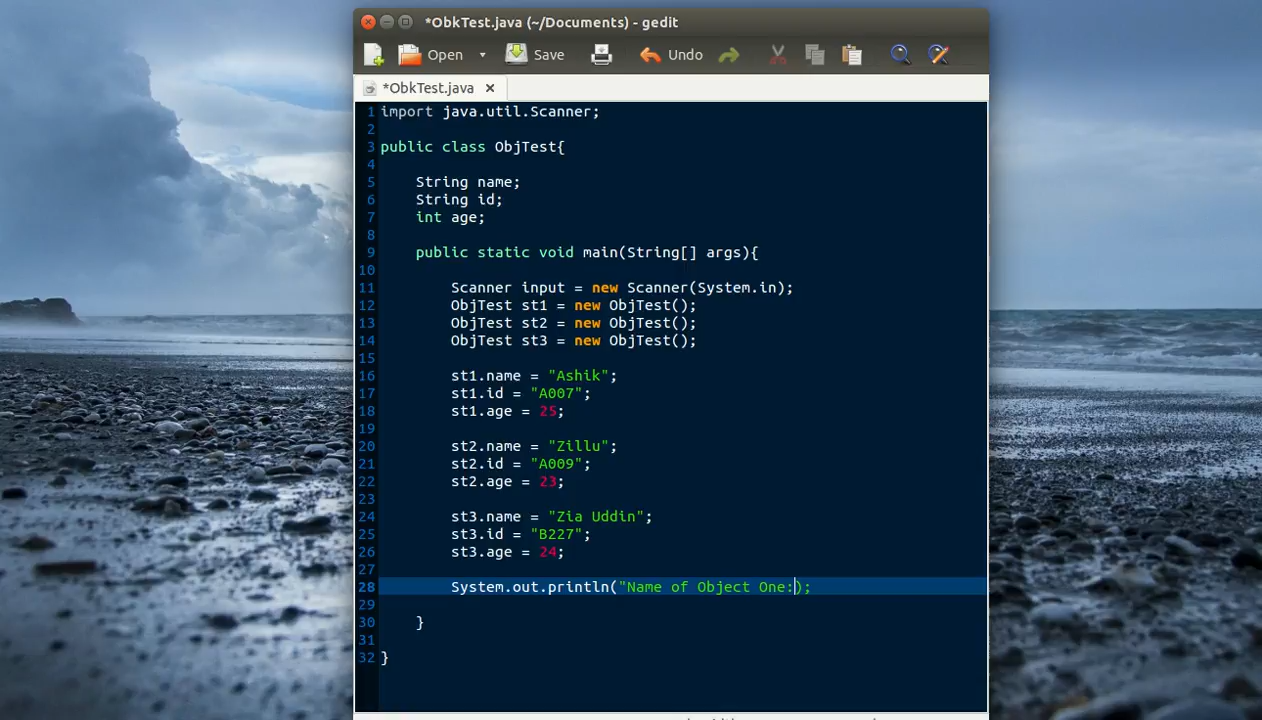 *ObkTest.java (~/Documents) - gedit
Open Save Undo
*ObkTest.java
1 import java.util.Scanner;
2
3 public class ObjTest{
4
5 String name;
6 String id;
7 int age;
8
9 public static void main(String[] args){
10
11 Scanner input = new Scanner(System.in);
12 ObjTest st1 = new ObjTest();
13 ObjTest st2 = new ObjTest();
14 ObjTest st3 = new ObjTest();
15
16 st1.name = "Ashik";
17 st1.id = "A007";
18 st1.age = 25;
19
20 st2.name = "Zillu";
21 st2.id = "A009";
22 st2.age = 23;
23
24 st3.name = "Zia Uddin";
25 st3.id = "B227";
26 st3.age = 24;
27
28 System.out.println("Name of Object One:);
29
30 }
31
32 }